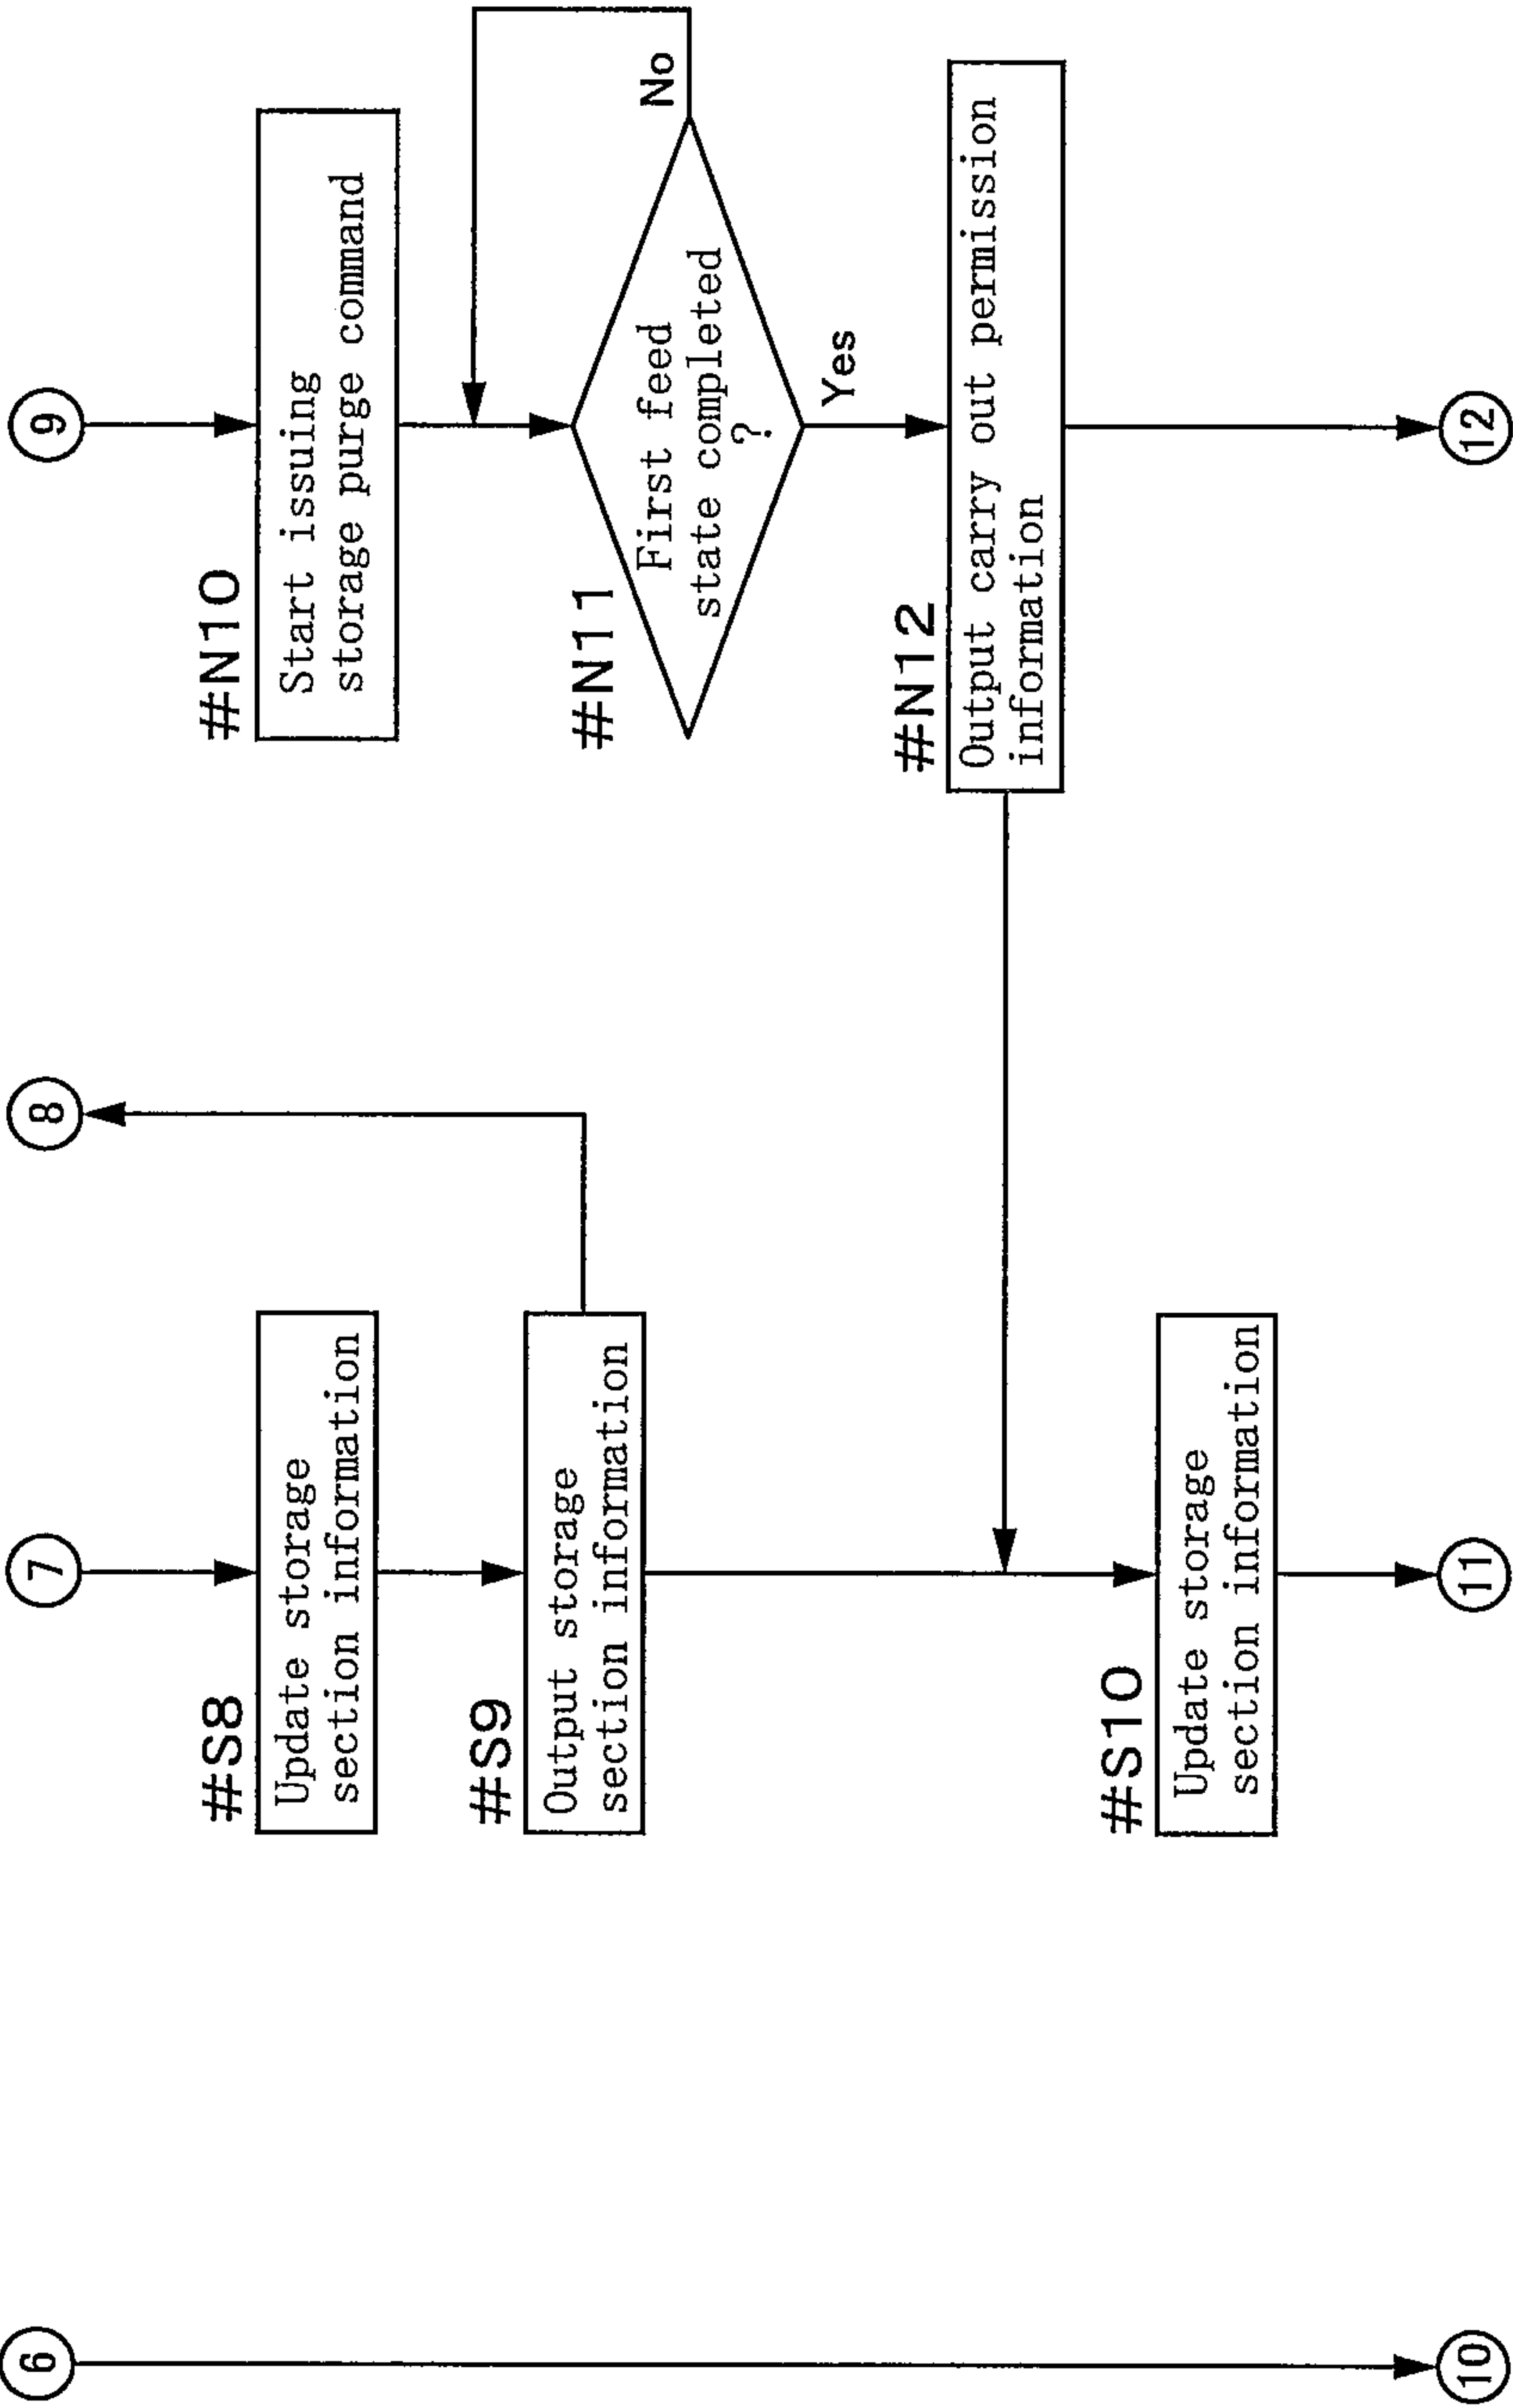 6
10
7
#S8
Update storage
section information
#S9
Output storage
section information
#S10
Update storage
section information
11
8
9
#N10
Start issuing
storage purge command
#N11
First feed
state completed
?
No
Yes
#N12
Output carry out permission
information
12